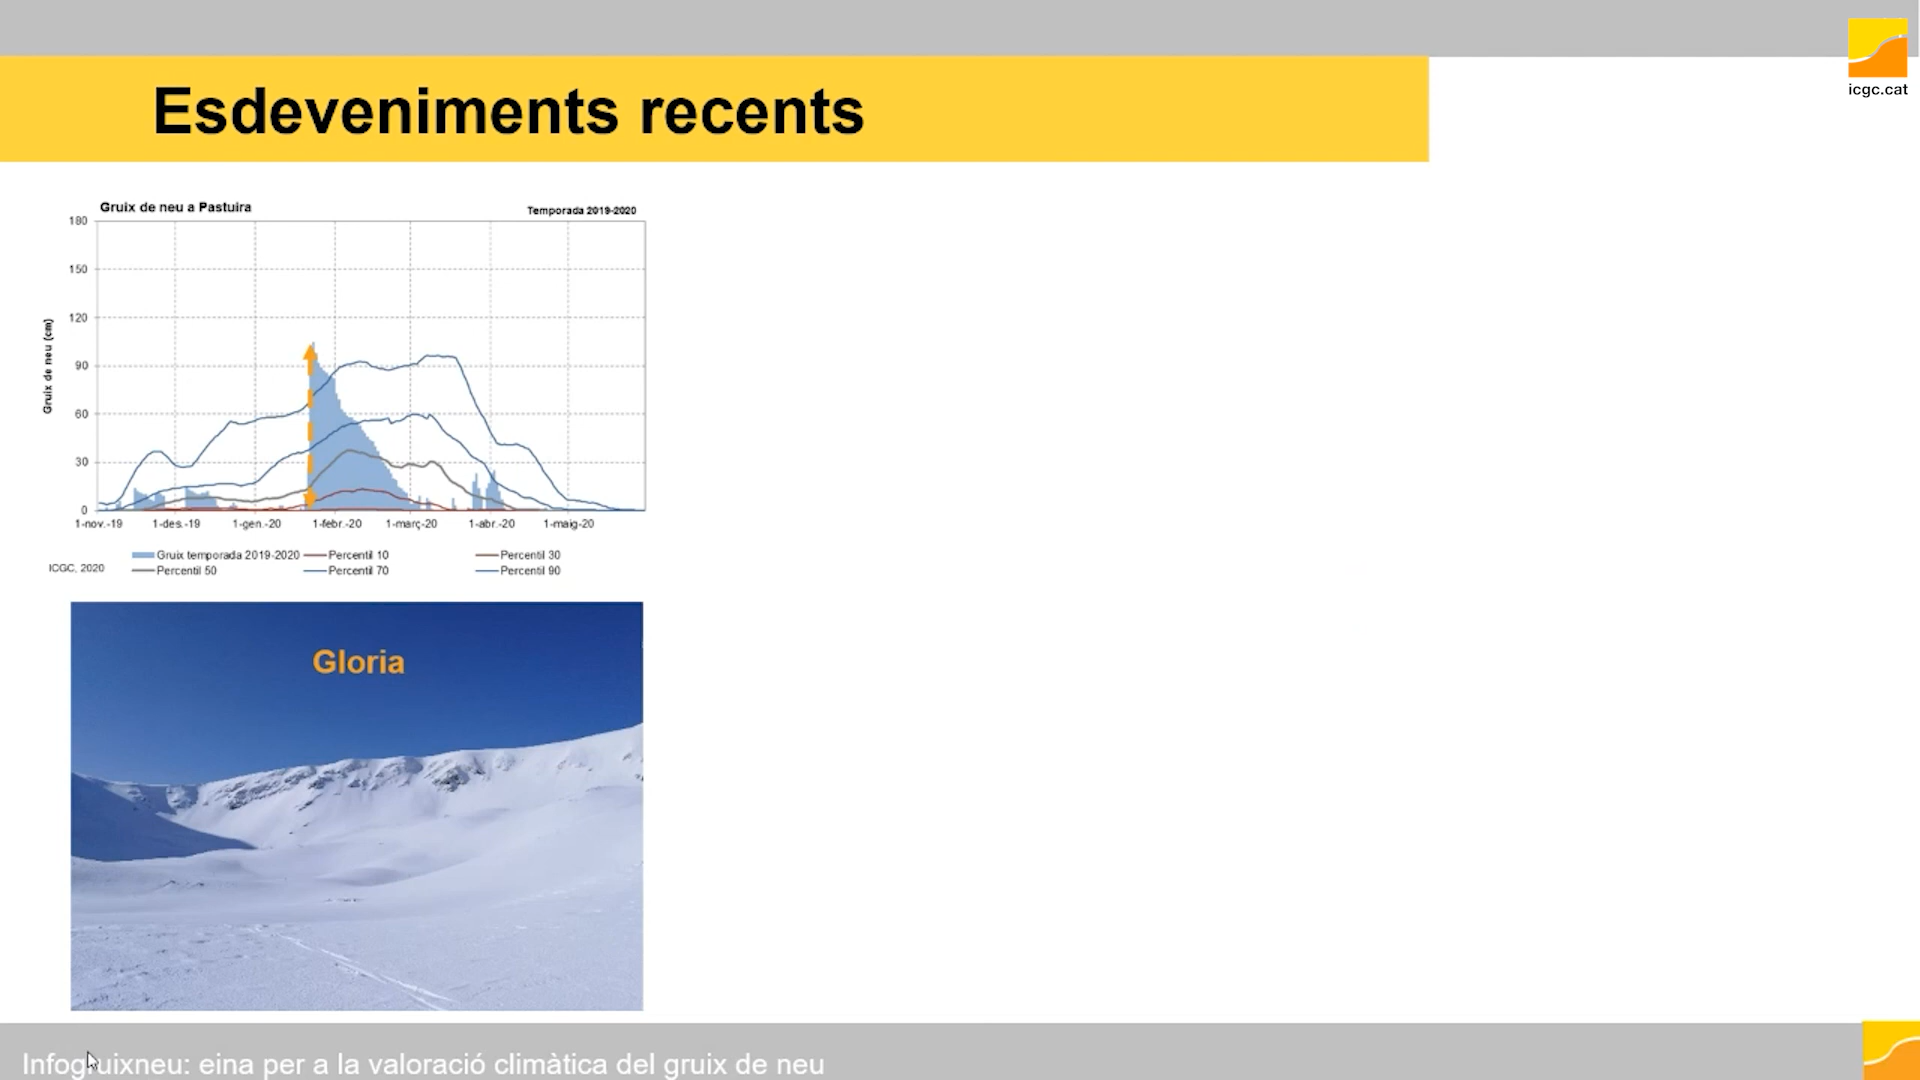 icgc.cat
Esdeveniments recents
Gruix de neu a Pastuira
Temporada 2019-2020
Gruix de neu (cm)
180
150
120
90
60
30
0
1-nov.-19 1-des.-19 1-gen.-20 1-febr.-20 1-març-20 1-abr.-20 1-maig-20
Gruix temporada 2019-2020 Percentil 10 Percentil 30
Percentil 50 Percentil 70 Percentil 90
ICGC, 2020
Gloria
Infogruixneu: eina per a la valoració climàtica del gruix de neu